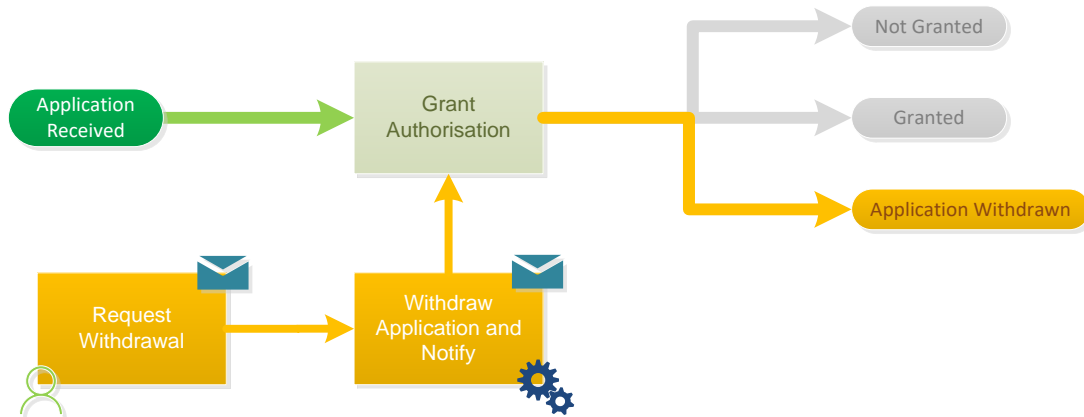 Not Granted
Application
Received
Grant
Authorisation
Granted
Application Withdrawn
Request
Withdrawal
Withdraw
Application and
Notify